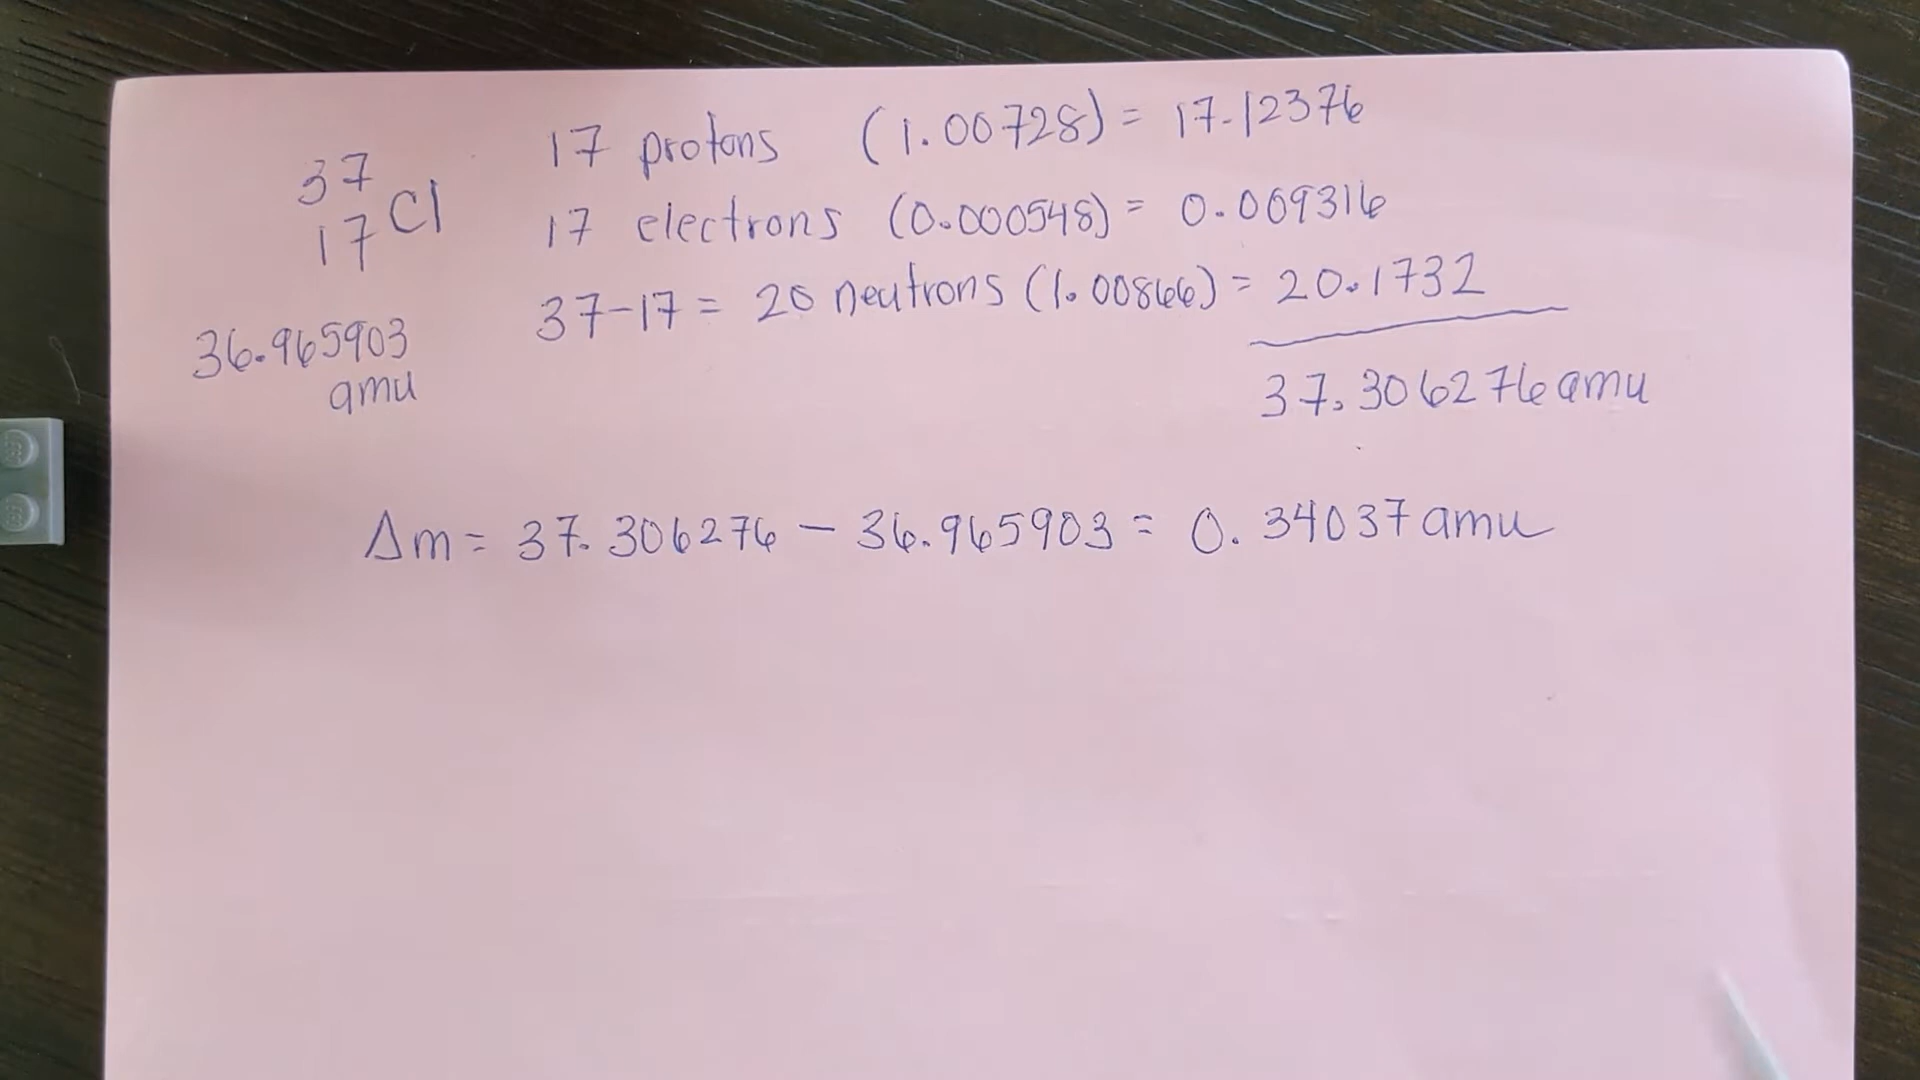 17 protons (1.00728) = 17.12376
37
17 Cl
17 electrons (0.000548) = 0.009316
37-17 = 20 neutrons (1.00866) = 20.1732
36.965903
amu
37.306276 amu
Δm = 37.306276 - 36.965903 = 0.34037 amu